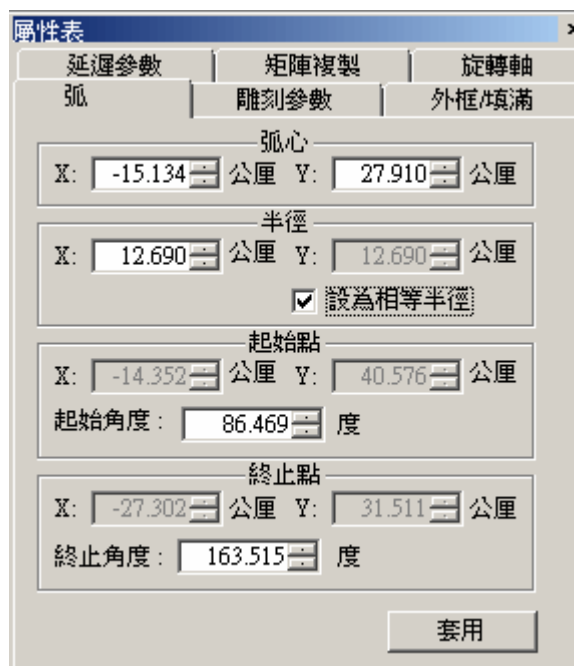 屬性表
延遲參數 矩陣複製 旋轉軸
弧 雕刻參數 外框/填滿
弧心
X: -15.134 公厘 Y: 27.910 公厘
半徑
X: 12.690 公厘 Y: 12.690 公厘
設為相等半徑
起始點
X: -14.352 公厘 Y: 40.576 公厘
起始角度： 86.469 度
終止點
X: -27.302 公厘 Y: 31.511 公厘
終止角度： 163.515 度
套用